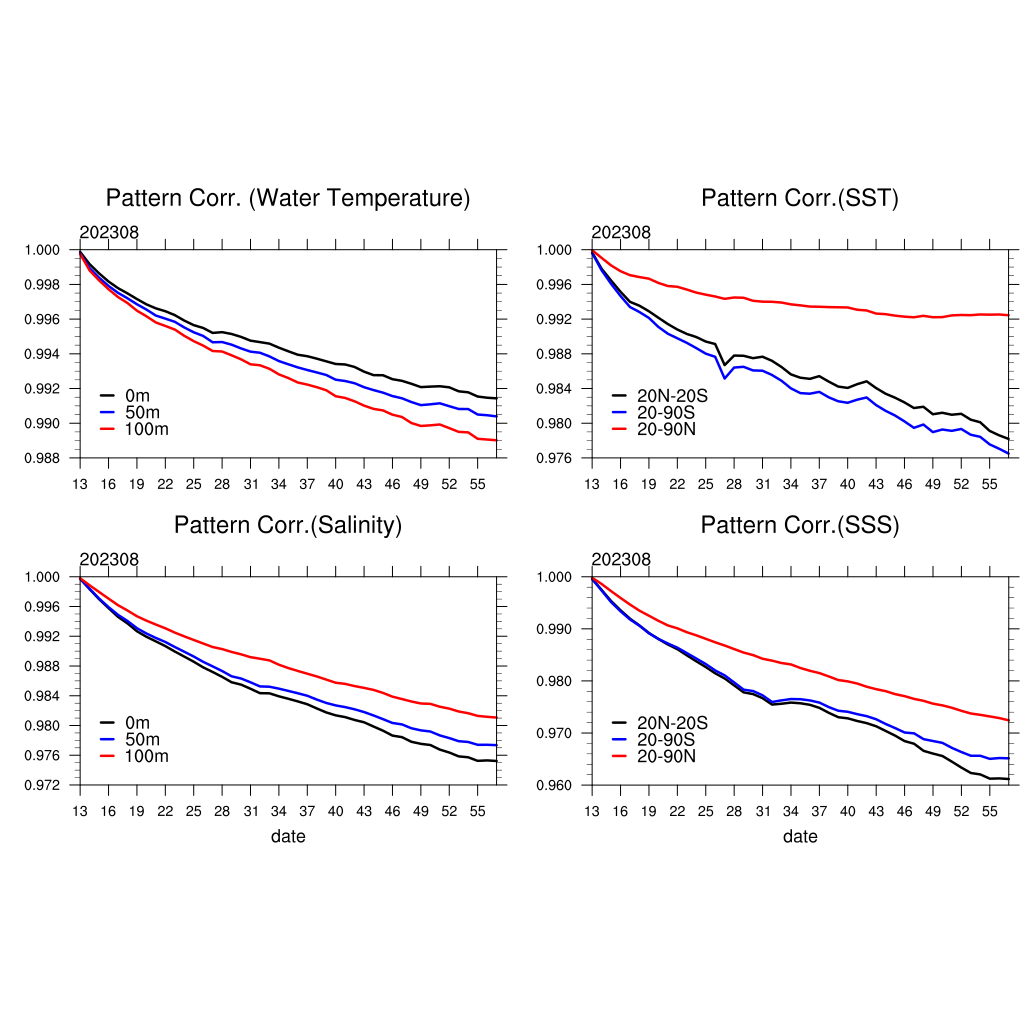 Pattern Corr. (Water Temperature)
202308
1.000
0.998
0.996
0.994
0.992
0.990
0.988
0m
50m
100m
13 16 19 22 25 28 31 34 37 40 43 46 49 52 55
Pattern Corr.(SST)
202308
1.000
0.996
0.992
0.988
0.984
0.980
0.976
20N-20S
20-90S
20-90N
13 16 19 22 25 28 31 34 37 40 43 46 49 52 55
Pattern Corr.(Salinity)
202308
1.000
0.996
0.992
0.988
0.984
0.980
0.976
0.972
0m
50m
100m
13 16 19 22 25 28 31 34 37 40 43 46 49 52 55
date
Pattern Corr.(SSS)
202308
1.000
0.990
0.980
0.970
0.960
20N-20S
20-90S
20-90N
13 16 19 22 25 28 31 34 37 40 43 46 49 52 55
date